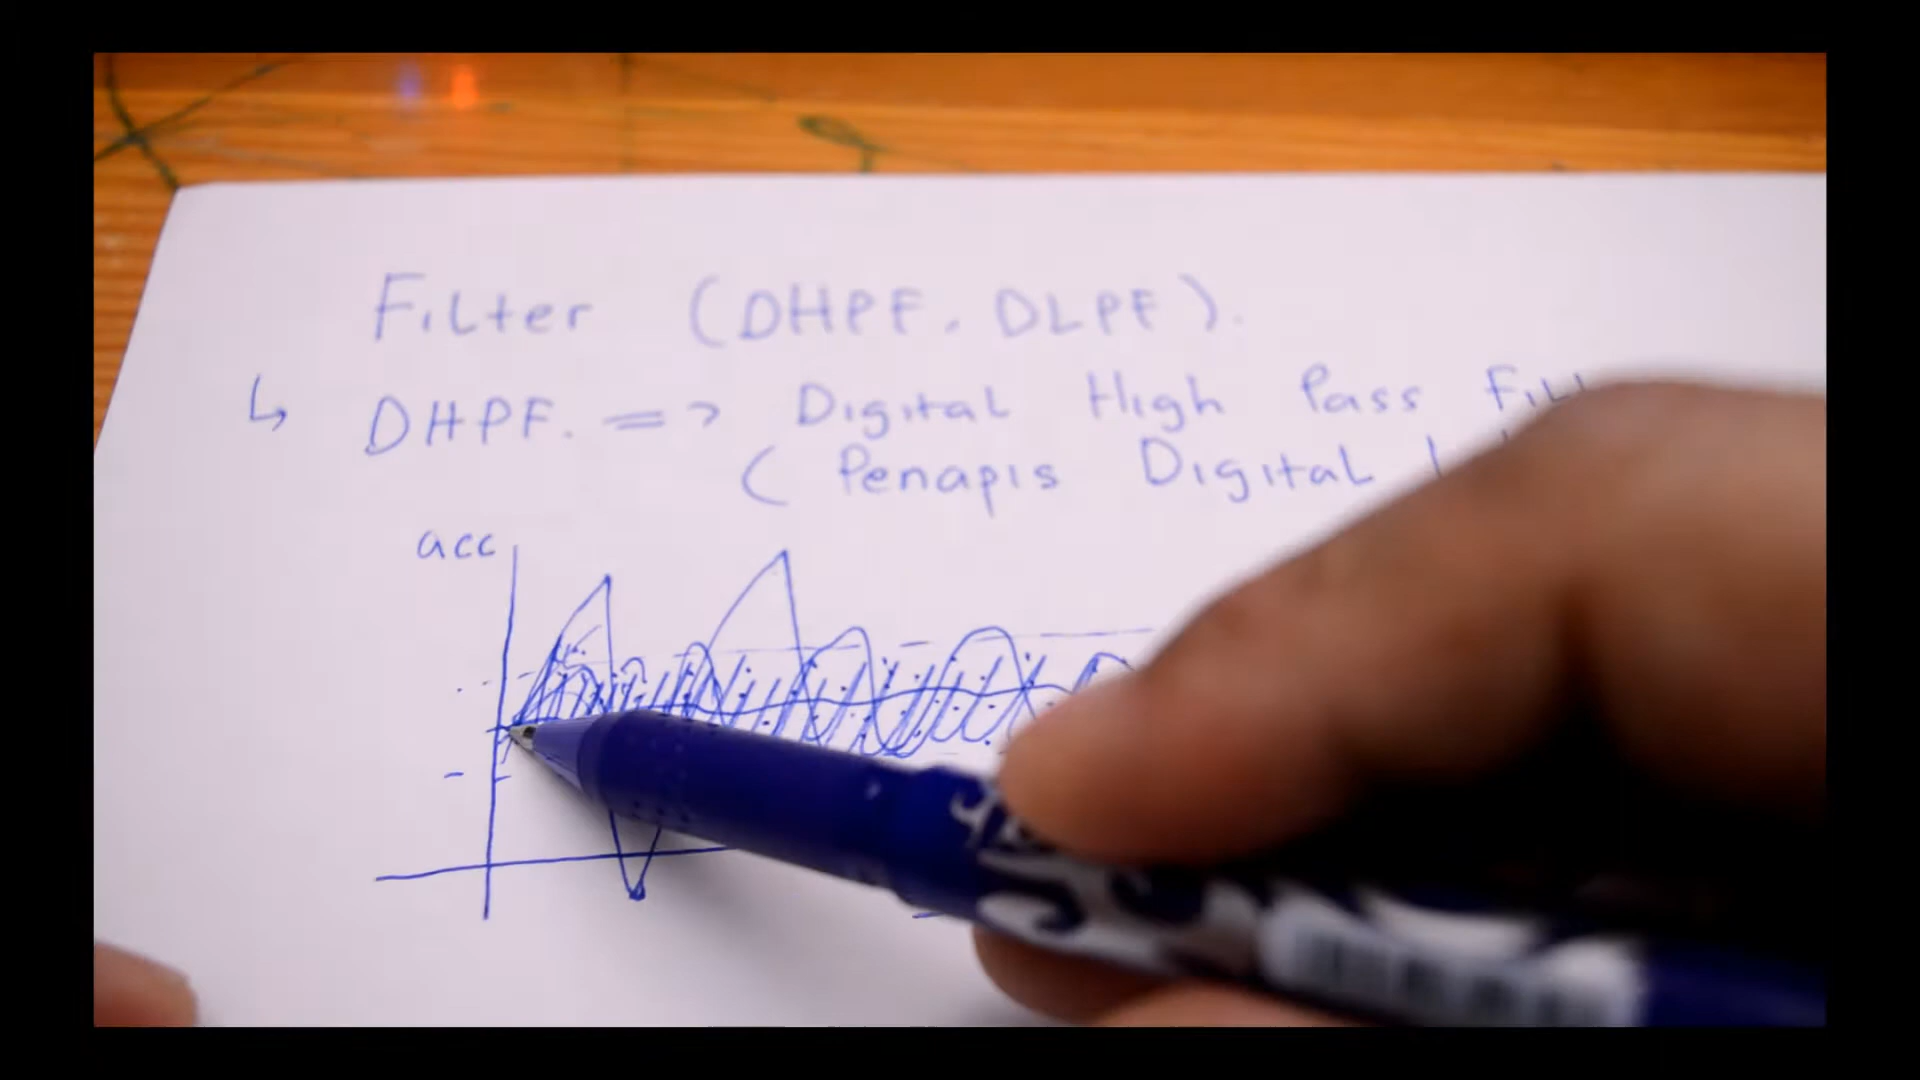 Filter (DHPF, DLPF).
↳ DHPF. => Digital High Pass
( Penapis Digital
acc